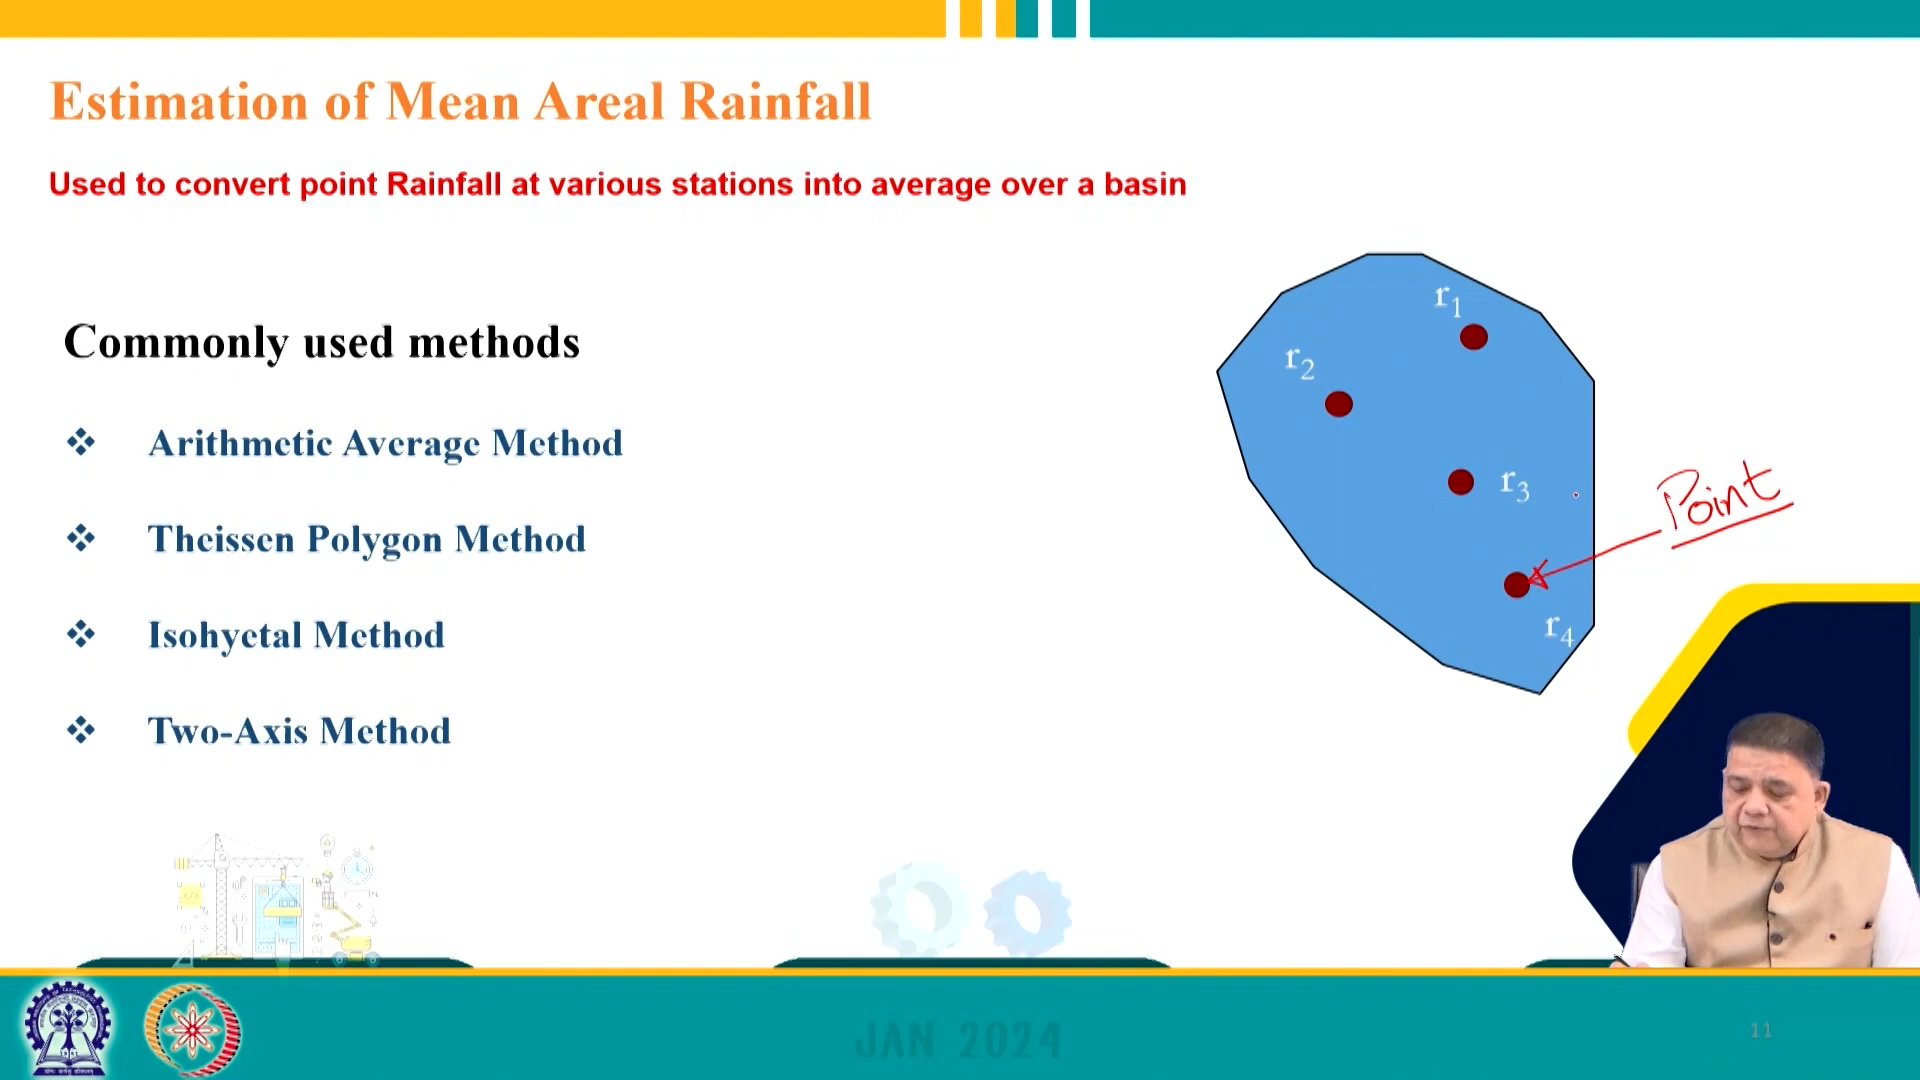 Estimation of Mean Areal Rainfall
Used to convert point Rainfall at various stations into average over a basin
Commonly used methods
❖ Arithmetic Average Method
❖ Theissen Polygon Method
❖ Isohyetal Method
❖ Two-Axis Method
r1
r2
r3
Point
r4
JAN 2024
11